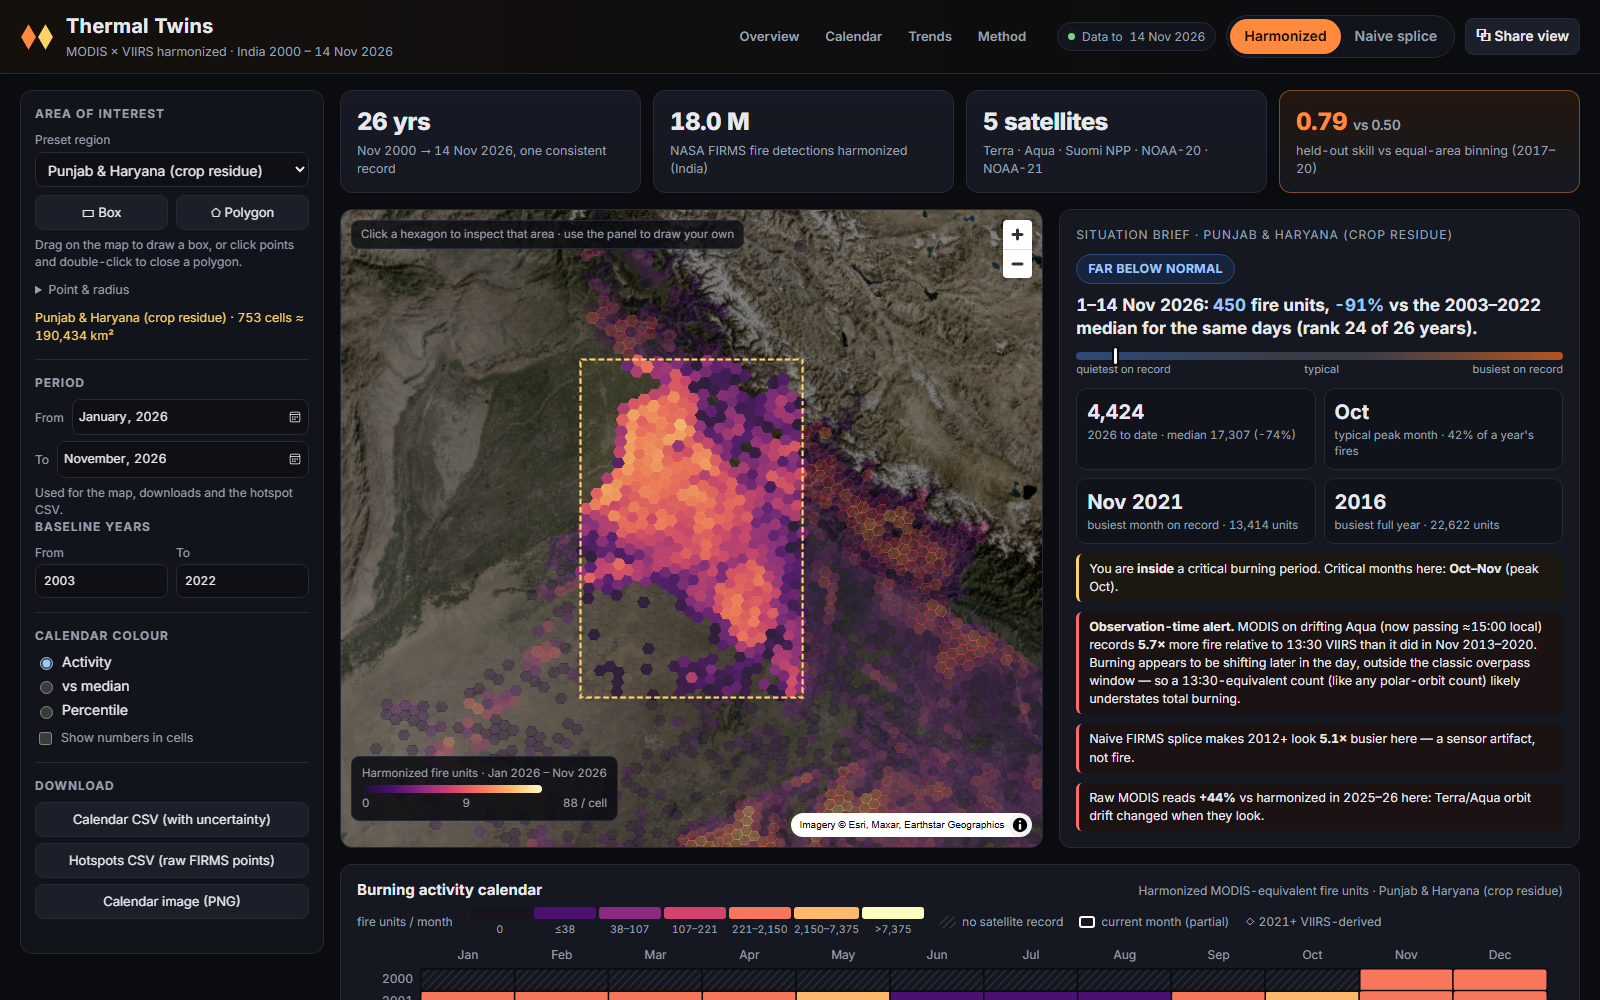 Thermal Twins
MODIS × VIIRS harmonized · India 2000 – 14 Nov 2026
Overview
Calendar
Trends
Method
Data to 14 Nov 2026
Harmonized
Naive splice
Share view
AREA OF INTEREST
Preset region
Punjab & Haryana (crop residue)
Box
Polygon
Drag on the map to draw a box, or click points
and double-click to close a polygon.
Point & radius
Punjab & Haryana (crop residue) · 753 cells ≈
190,434 km²
PERIOD
From January, 2026
To November, 2026
Used for the map, downloads and the hotspot
CSV.
BASELINE YEARS
From
To
2003
2022
CALENDAR COLOUR
Activity
vs median
Percentile
Show numbers in cells
DOWNLOAD
Calendar CSV (with uncertainty)
Hotspots CSV (raw FIRMS points)
Calendar image (PNG)
26 yrs
Nov 2000 → 14 Nov 2026, one consistent
record
18.0 M
NASA FIRMS fire detections harmonized
(India)
5 satellites
Terra · Aqua · Suomi NPP · NOAA-20 ·
NOAA-21
0.79 vs 0.50
held-out skill vs equal-area binning (2017–
20)
Click a hexagon to inspect that area · use the panel to draw your own
+
−
Harmonized fire units · Jan 2026 – Nov 2026
0
9
88 / cell
Imagery © Esri, Maxar, Earthstar Geographics
SITUATION BRIEF · PUNJAB & HARYANA (CROP RESIDUE)
FAR BELOW NORMAL
1–14 Nov 2026: 450 fire units, -91% vs the 2003–2022
median for the same days (rank 24 of 26 years).
quietest on record
typical
busiest on record
4,424
2026 to date · median 17,307 (-74%)
Oct
typical peak month · 42% of a year's
fires
Nov 2021
busiest month on record · 13,414 units
2016
busiest full year · 22,622 units
You are inside a critical burning period. Critical months here: Oct–Nov (peak
Oct).
Observation-time alert. MODIS on drifting Aqua (now passing ≈15:00 local)
records 5.7× more fire relative to 13:30 VIIRS than it did in Nov 2013–2020.
Burning appears to be shifting later in the day, outside the classic overpass
window — so a 13:30-equivalent count (like any polar-orbit count) likely
understates total burning.
Naive FIRMS splice makes 2012+ look 5.1× busier here — a sensor artifact,
not fire.
Raw MODIS reads +44% vs harmonized in 2025–26 here: Terra/Aqua orbit
drift changed when they look.
Burning activity calendar
Harmonized MODIS-equivalent fire units · Punjab & Haryana (crop residue)
fire units / month
0
≤38
38–107
107–221
221–2,150
2,150–7,375
>7,375
no satellite record
current month (partial)
◇ 2021+ VIIRS-derived
Jan
Feb
Mar
Apr
May
Jun
Jul
Aug
Sep
Oct
Nov
Dec
2000
2001